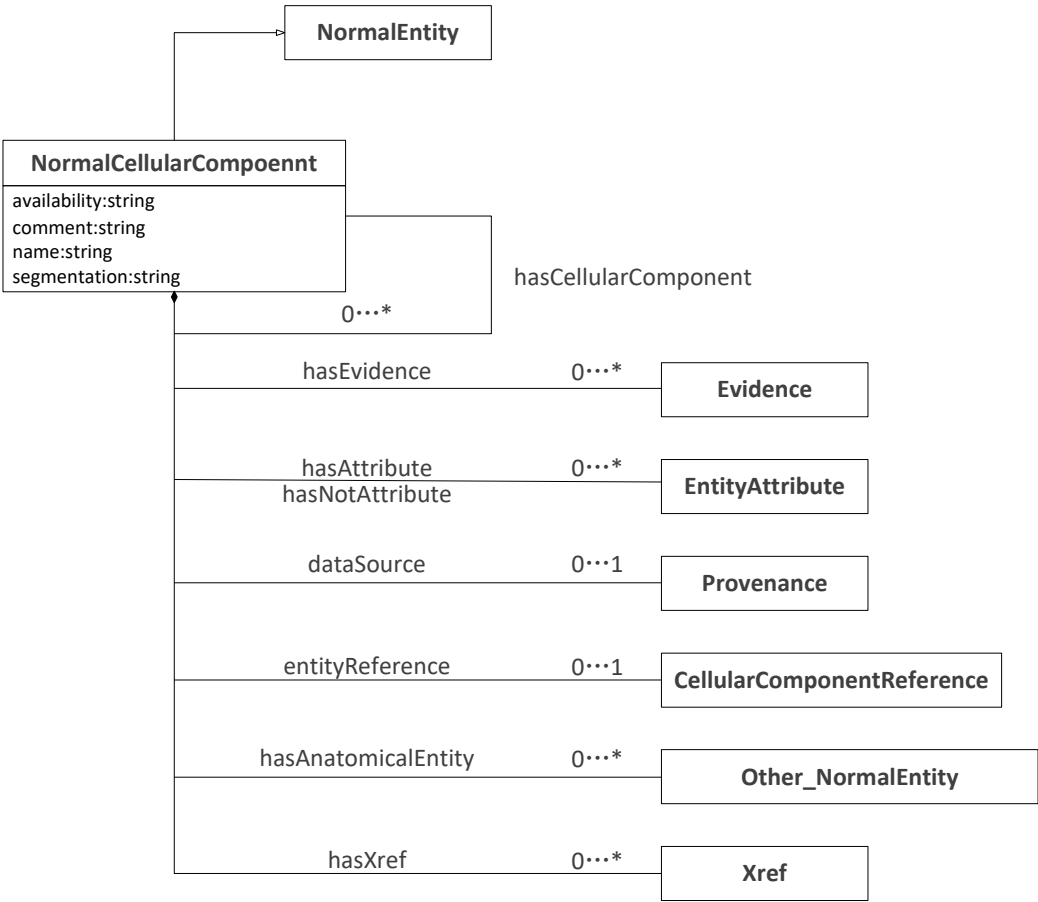 NormalEntity
NormalCellularCompoennt
availability:string
comment:string
name:string
segmentation:string
hasCellularComponent
0···*
hasEvidence 0···*
Evidence
hasAttribute 0···*
hasNotAttribute
EntityAttribute
dataSource 0···1
Provenance
entityReference 0···1
CellularComponentReference
hasAnatomicalEntity 0···*
Other_NormalEntity
hasXref 0···*
Xref